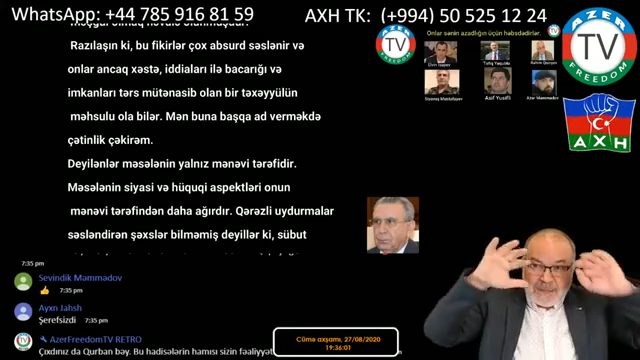 WhatsApp: +44 785 916 81 59
AXH TK: (+994) 50 525 12 24
Onlar sənin azadlığın üçün həbsdədirlər.
AZER
TV
FREEDOM
AZER
TV
FREEDOM
AXH
Razılaşın ki, bu fikirlər çox absurd səslənir və
onlar ancaq xəstə, iddiaları ilə bacarığı və
imkanları tərs mütənasib olan bir təxəyyülün
məhsulu ola bilər. Mən buna başqa ad verməkdə
çətinlik çəkirəm.
Deyilənlər məsələnin yalnız mənəvi tərəfidir.
Məsələnin siyasi və hüquqi aspektləri onun
mənəvi tərəfindən daha ağırdır. Qərəzli uydurmalar
səsləndirən şəxslər bilməmiş deyillər ki, sübut
7:35 pm
Sevindik Məmmədov
7:35 pm
Ayxn Jahsh
Şerefsizdi 7:35 pm
AzerFreedomTV RETRO
Çıxdınız da Qurban bəy. Bu hadisələrin hamısı sizin fəaliyyət
Cümə axşamı, 27/08/2020
19:36:01